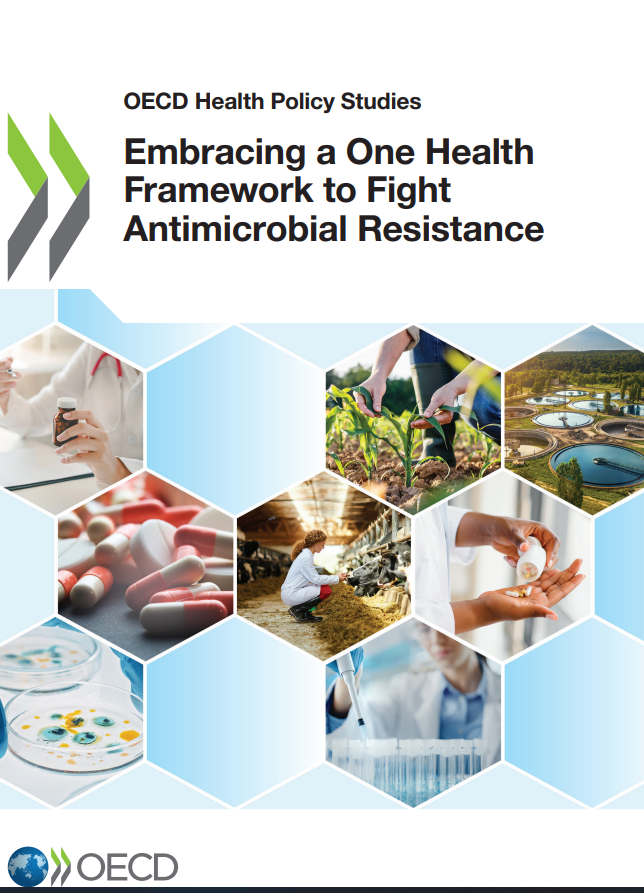 OECD Health Policy Studies
Embracing a One Health
Framework to Fight
Antimicrobial Resistance
OECD